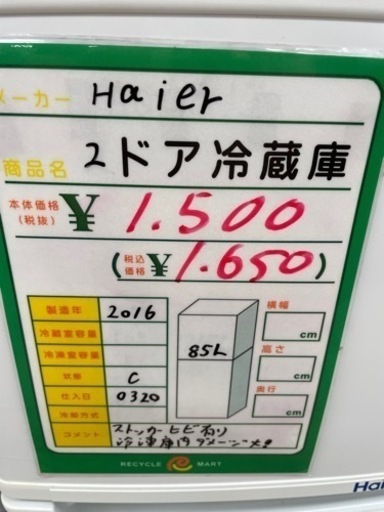 メーカー Haier
商品名 2ドア冷蔵庫
本体価格(税抜) ¥ 1.500
(税込価格 ¥ 1.650)
製造年 2016
冷蔵室容量
冷凍室容量
状態 C
仕入日 0320
冷却方式
85L
横幅 cm
高さ cm
奥行 cm
コメント ストッカーヒビ有り
冷凍庫内ダメージ大
RECYCLE MART
Hai